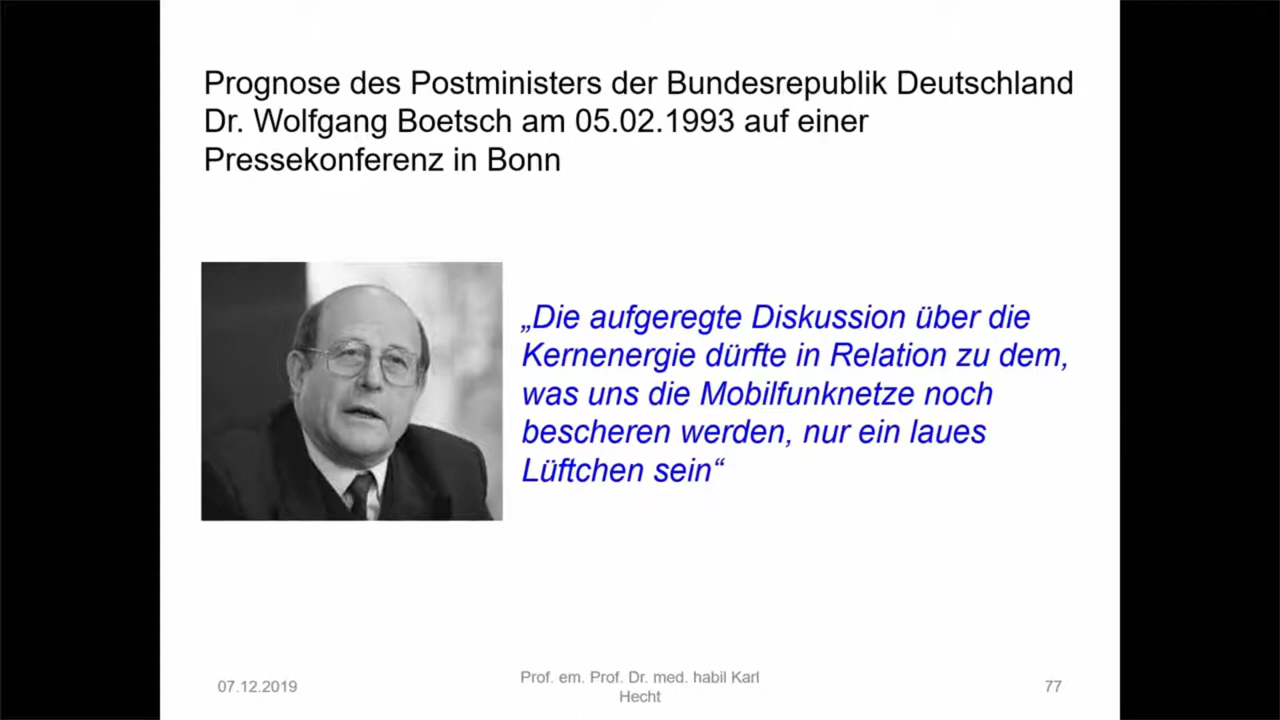 Prognose des Postministers der Bundesrepublik Deutschland
Dr. Wolfgang Boetsch am 05.02.1993 auf einer
Pressekonferenz in Bonn
„Die aufgeregte Diskussion über die
Kernenergie dürfte in Relation zu dem,
was uns die Mobilfunknetze noch
bescheren werden, nur ein laues
Lüftchen sein“
07.12.2019
Prof. em. Prof. Dr. med. habil Karl
Hecht
77